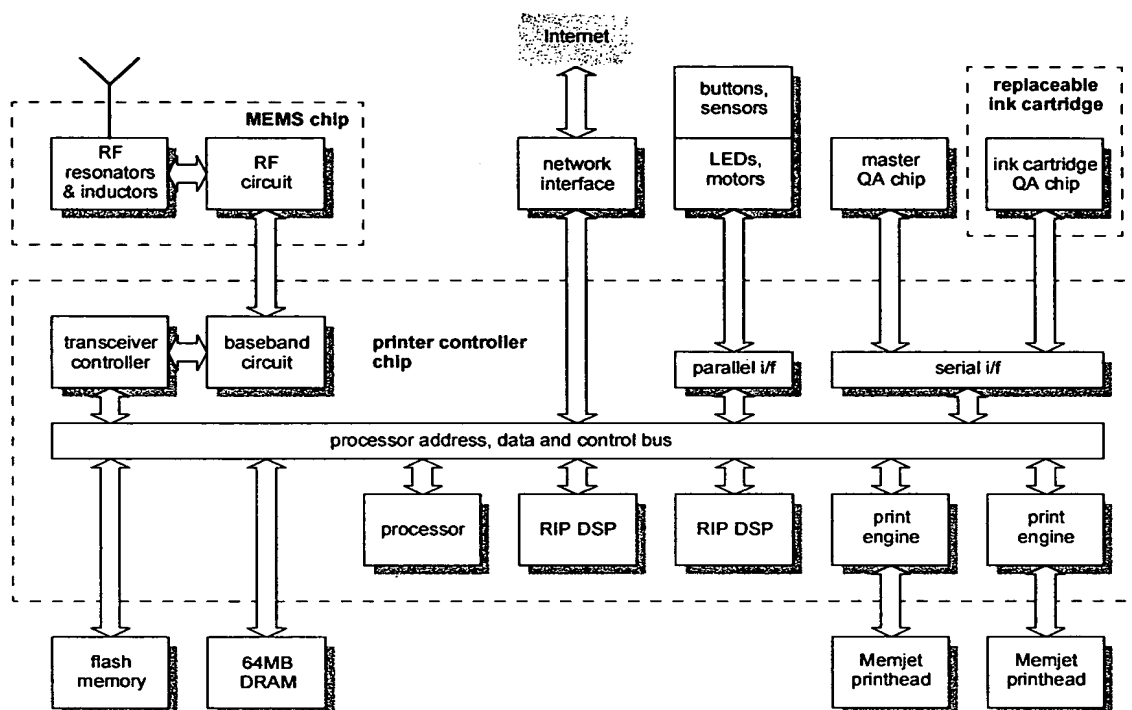 Internet
MEMS chip
RF
resonators
& inductors
RF
circuit
network
interface
buttons,
sensors
LEDs,
motors
master
QA chip
replaceable
ink cartridge
ink cartridge
QA chip
transceiver
controller
baseband
circuit
printer controller
chip
parallel i/f
serial i/f
processor address, data and control bus
processor
RIP DSP
RIP DSP
print
engine
print
engine
flash
memory
64MB
DRAM
Memjet
printhead
Memjet
printhead